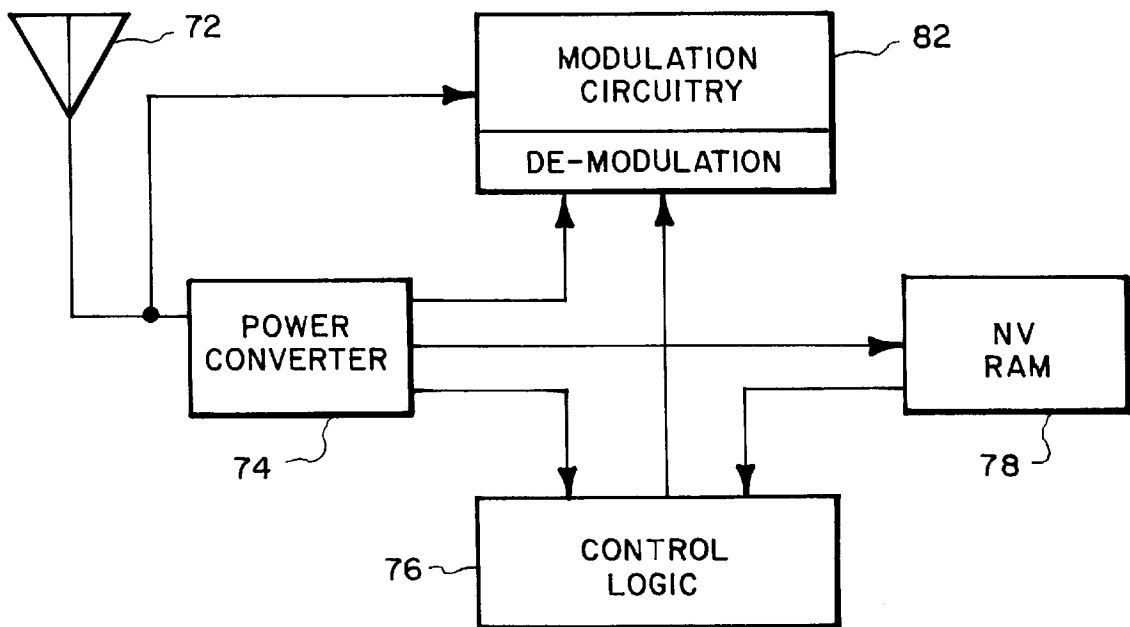 72
82
MODULATION
CIRCUITRY
DE-MODULATION
POWER
CONVERTER
NV
RAM
74
78
76
CONTROL
LOGIC